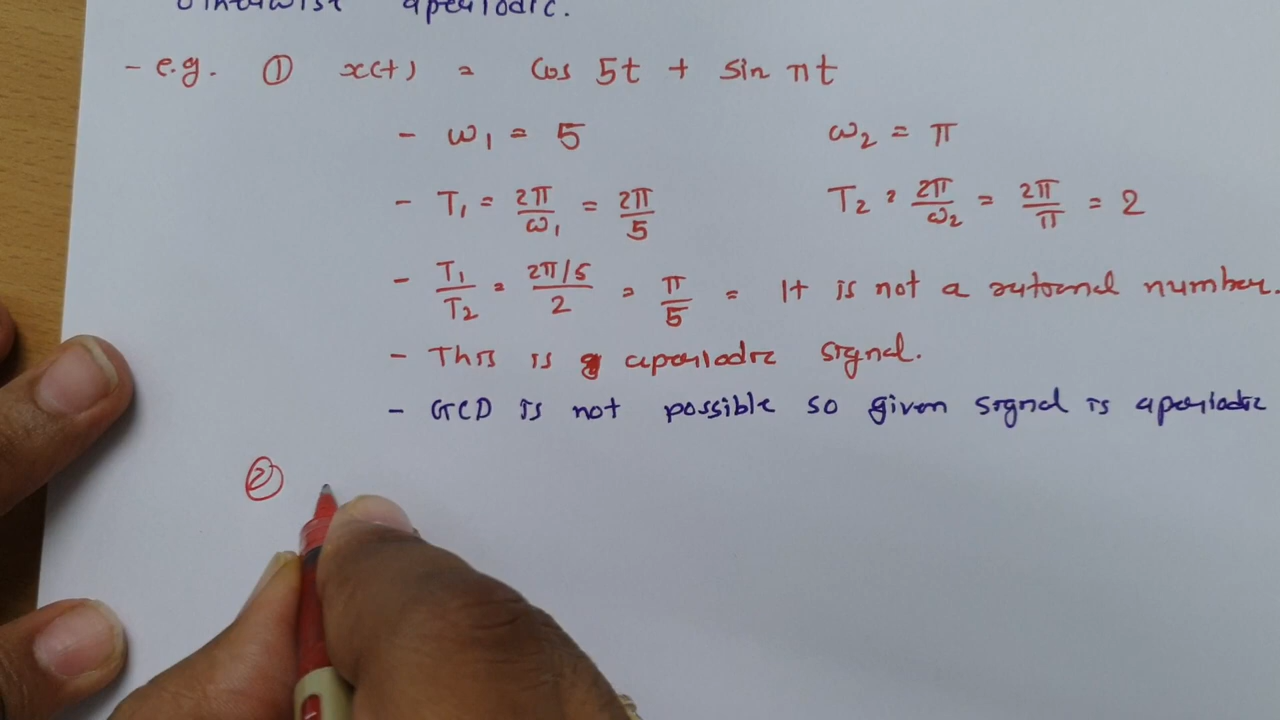 otherwise aperiodic.
- e.g. ① x(t) = Cos 5t + sin πt
- ω₁ = 5 ω₂ = π
- T₁ = 2π/ω₁ = 2π/5 T₂ = 2π/ω₂ = 2π/π = 2
- T₁/T₂ = 2π/5/2 = π/5 = It is not a rational number.
- This is aperiodic signal.
- GCD is not possible so given signal is aperiodic
②